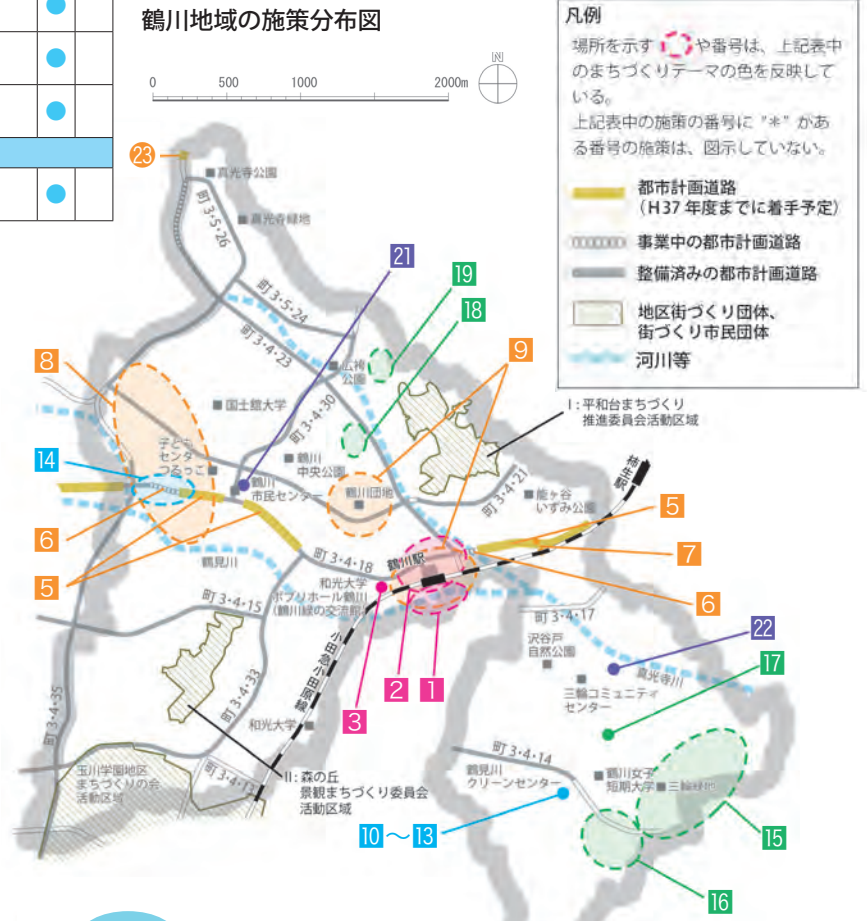 鶴川地域の施策分布図
0 500 1000 2000m
N
凡例
場所を示す や番号は、上記表中
のまちづくりテーマの色を反映して
いる。
上記表中の施策の番号に "*" があ
る番号の施策は、図示していない。
都市計画道路
(H37 年度までに着手予定)
事業中の都市計画道路
整備済みの都市計画道路
地区街づくり団体、
街づくり市民団体
河川等
23
真光寺公園
真光寺緑地
町 3・5・26
21
19
18
町 3・5・24
町 3・4・23
8
9
広袴
公園
国士舘大学
町 3・4・30
I : 平和台まちづくり
推進委員会活動区域
子ども
センター
つるっこ
14
鶴川
中央公園
鶴川
市民センター
鶴川団地
町 3・4・21
能ヶ谷
いずみ公園
柿生駅
6
5
5
7
6
鶴見川
町 3・4・18
鶴川駅
和光大学
ポプリホール鶴川
(鶴川緑の交流館)
町 3・4・15
町 3・4・17
沢谷戸
自然公園
22
真光寺川
三輪コミュニティ
センター
17
小田急小田原線
2
1
3
町 3・4・33
町 3・4・35
和光大学
町 3・4・14
鶴見川
クリーンセンター
鶴川女子
短期大学
三輪緑地
玉川学園地区
まちづくりの会
活動区域
II : 森の丘
景観まちづくり委員会
活動区域
10～13
15
16